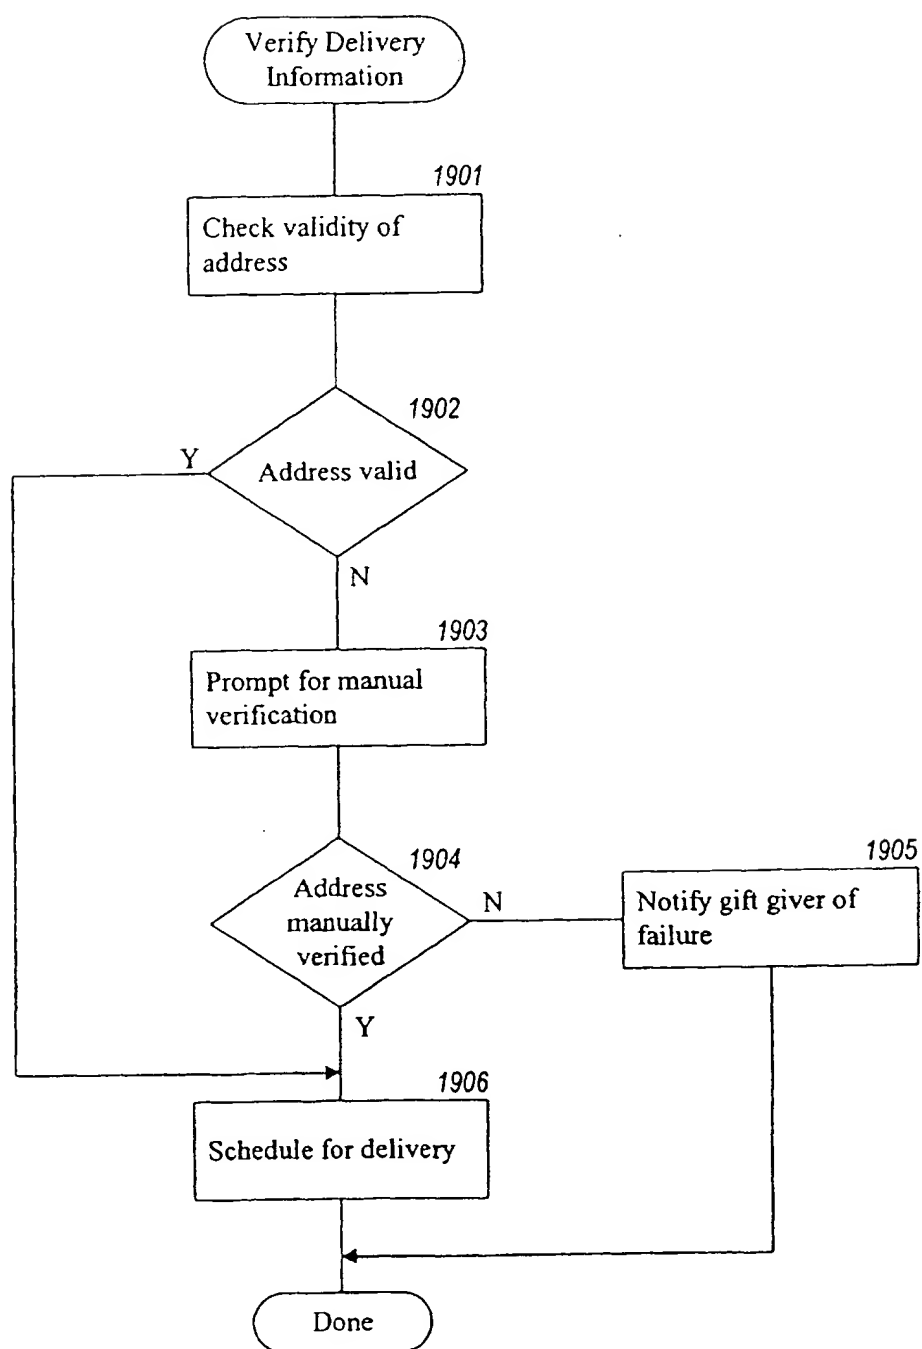 Verify Delivery
Information
1901
Check validity of
address
1902
Y
Address valid
N
1903
Prompt for manual
verification
1904
Address
manually
verified
N
1905
Notify gift giver of
failure
Y
1906
Schedule for delivery
Done